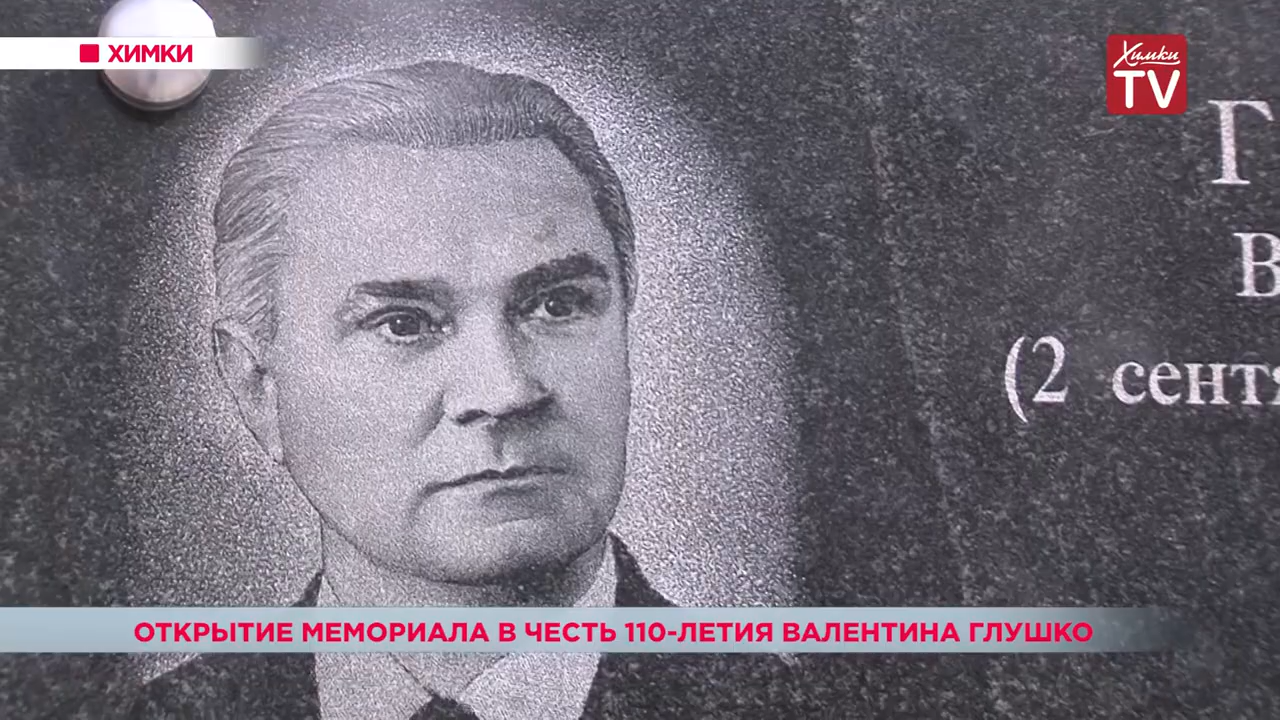 ХИМКИ
Химки
TV
Г
В
(2 сентя
ОТКРЫТИЕ МЕМОРИАЛА В ЧЕСТЬ 110-ЛЕТИЯ ВАЛЕНТИНА ГЛУШКО